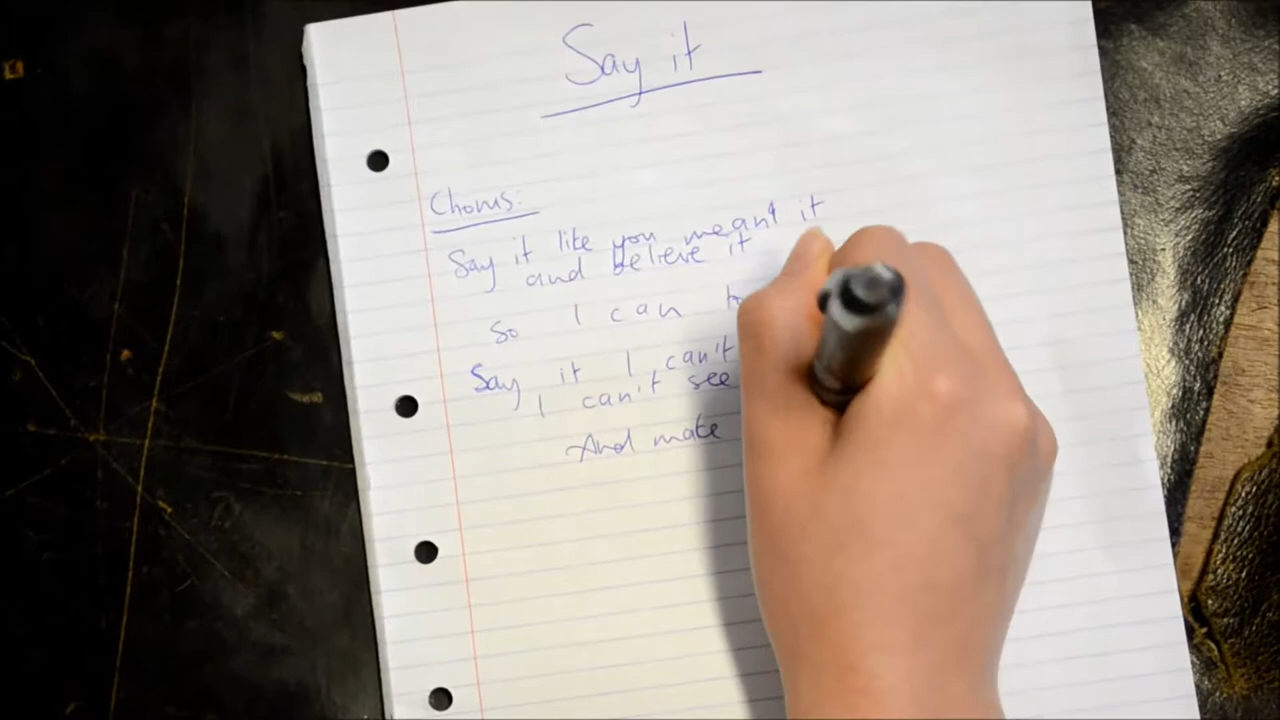 Say it
Chorus:
Say it like you meant it
and believe it
So I can
Say it I can't
I can't see
And make